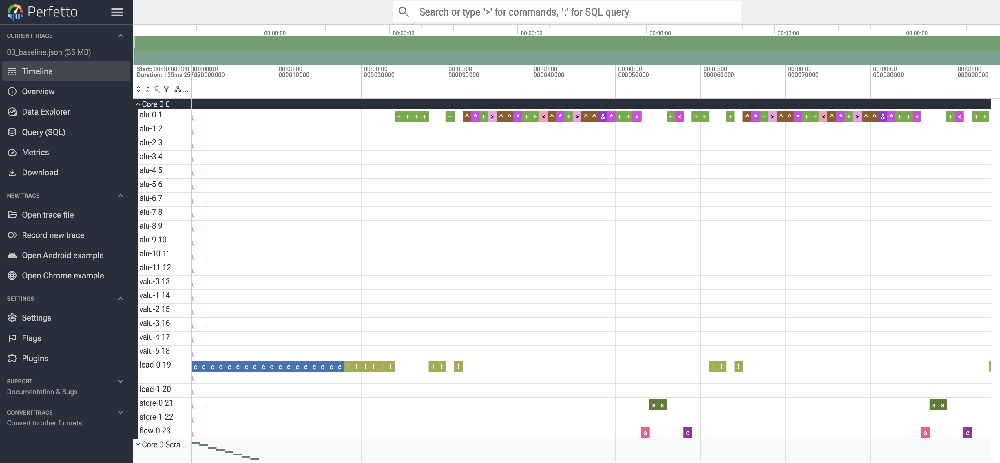 Perfetto
Search or type '>' for commands, ':' for SQL query
CURRENT TRACE
00_baseline.json (35 MB)
Timeline
Overview
Data Explorer
Query (SQL)
Metrics
Download
NEW TRACE
Open trace file
Record new trace
Open Android example
Open Chrome example
SETTINGS
Settings
Flags
Plugins
SUPPORT
Documentation & Bugs
CONVERT TRACE
Convert to other formats
00:00:00 00:00:00 00:00:00 00:00:00 00:00:00 00:00:00
Start: 00:00:00.000 000:00:00 00:00:00 00:00:00 00:00:00 00:00:00 00:00:00 00:00:00 00:00:00 00:00:00
Duration: 135ms 257 000000000 000010000 000020000 000030000 000040000 000050000 000060000 000070000 000080000 000090000
...
Core 0 0
alu-0 1 + + + + + ^ * + > ^ ^ * + + < ^ * + > ^ ^ & * + + < + < + + + ^ * + > ^ ^ * + + < ^ * + > ^ ^ & * + + < + < + +
alu-1 2
alu-2 3
alu-3 4
alu-4 5
alu-5 6
alu-6 7
alu-7 8
alu-8 9
alu-9 10
alu-10 11
alu-11 12
valu-0 13
valu-1 14
valu-2 15
valu-3 16
valu-4 17
valu-5 18
load-0 19 c c c c c c c c c c c c c c c c c c l l l l l l l l l l l l
load-1 20
store-0 21 s s s s
store-1 22
flow-0 23 s c s c
Core 0 Scra...